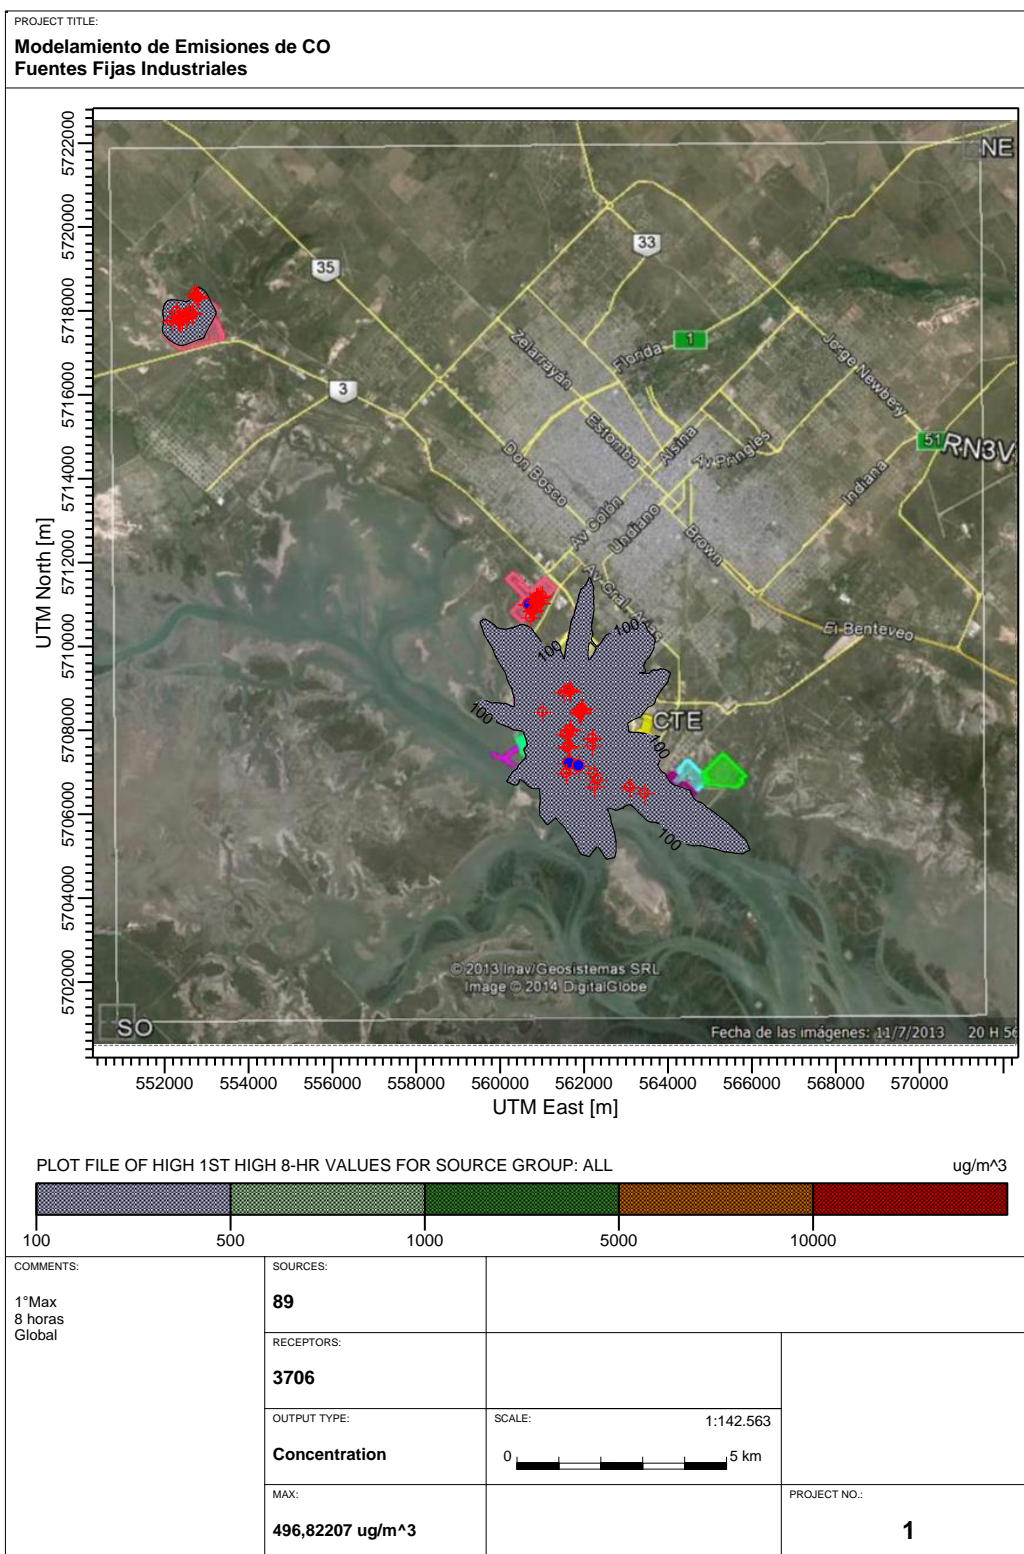 PROJECT TITLE:
Modelamiento de Emisiones de CO
Fuentes Fijas Industriales
5722000
5720000
5718000
5716000
5714000
5712000
5710000
5708000
5706000
5704000
5702000
UTM North [m]
NE
33
35
Florida
1
Zelarrayán
Jorge Newbery
3
Estomba
Alsina
Av Pringles
51
RN3V
Don Bosco
Indiana
Av Colón
Undiano
Brown
Av. Gral. Arias
El Benteveo
100
100
100
CTE
100
100
© 2013 Inav/Geosistemas SRL
Image © 2014 DigitalGlobe
SO
Fecha de las imágenes: 11/7/2013 20 H 56
552000 554000 556000 558000 560000 562000 564000 566000 568000 570000
UTM East [m]
PLOT FILE OF HIGH 1ST HIGH 8-HR VALUES FOR SOURCE GROUP: ALL ug/m^3
100 500 1000 5000 10000
COMMENTS:
1°Max
8 horas
Global
SOURCES:
89
RECEPTORS:
3706
OUTPUT TYPE:
Concentration
SCALE: 1:142.563
0 5 km
MAX:
496,82207 ug/m^3
PROJECT NO.:
1